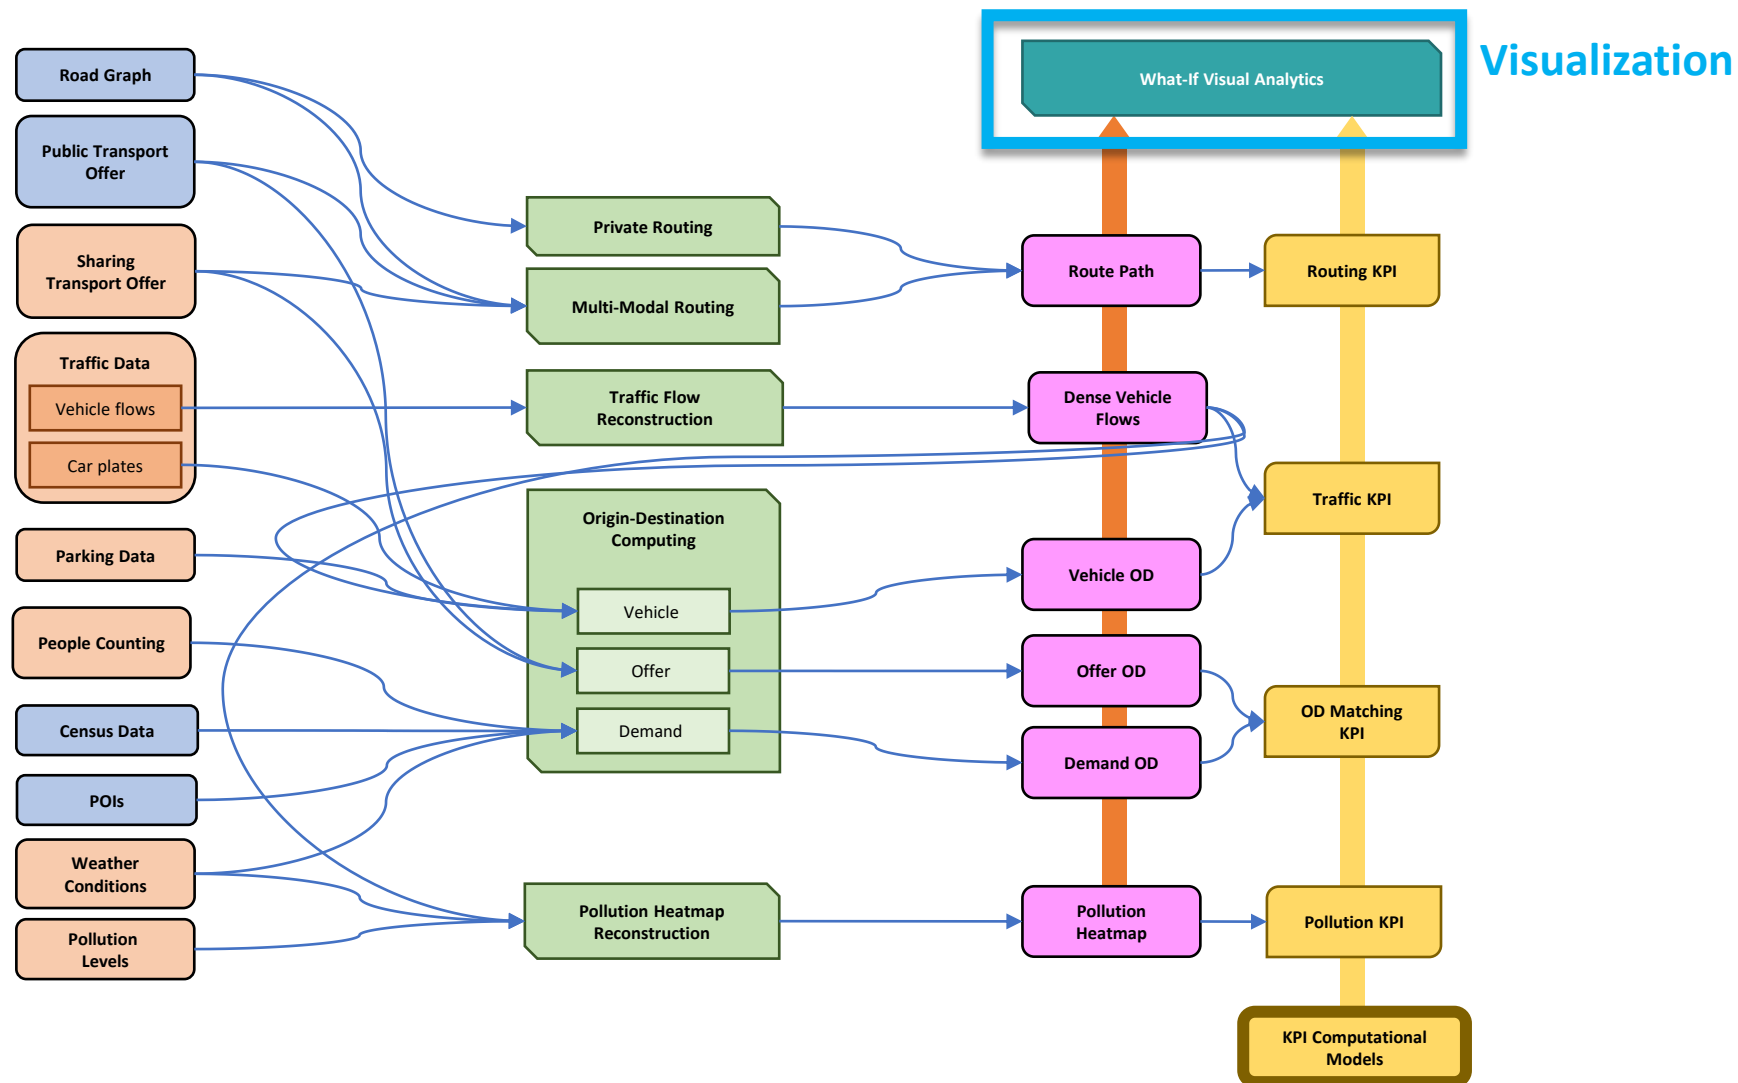 Visualization
What-If Visual Analytics
Road Graph
Public Transport
Offer
Sharing
Transport Offer
Traffic Data
Vehicle flows
Car plates
Parking Data
People Counting
Census Data
POIs
Weather
Conditions
Pollution
Levels
Private Routing
Multi-Modal Routing
Traffic Flow
Reconstruction
Origin-Destination
Computing
Vehicle
Offer
Demand
Pollution Heatmap
Reconstruction
Route Path
Dense Vehicle
Flows
Vehicle OD
Offer OD
Demand OD
Pollution
Heatmap
Routing KPI
Traffic KPI
OD Matching
KPI
Pollution KPI
KPI Computational
Models